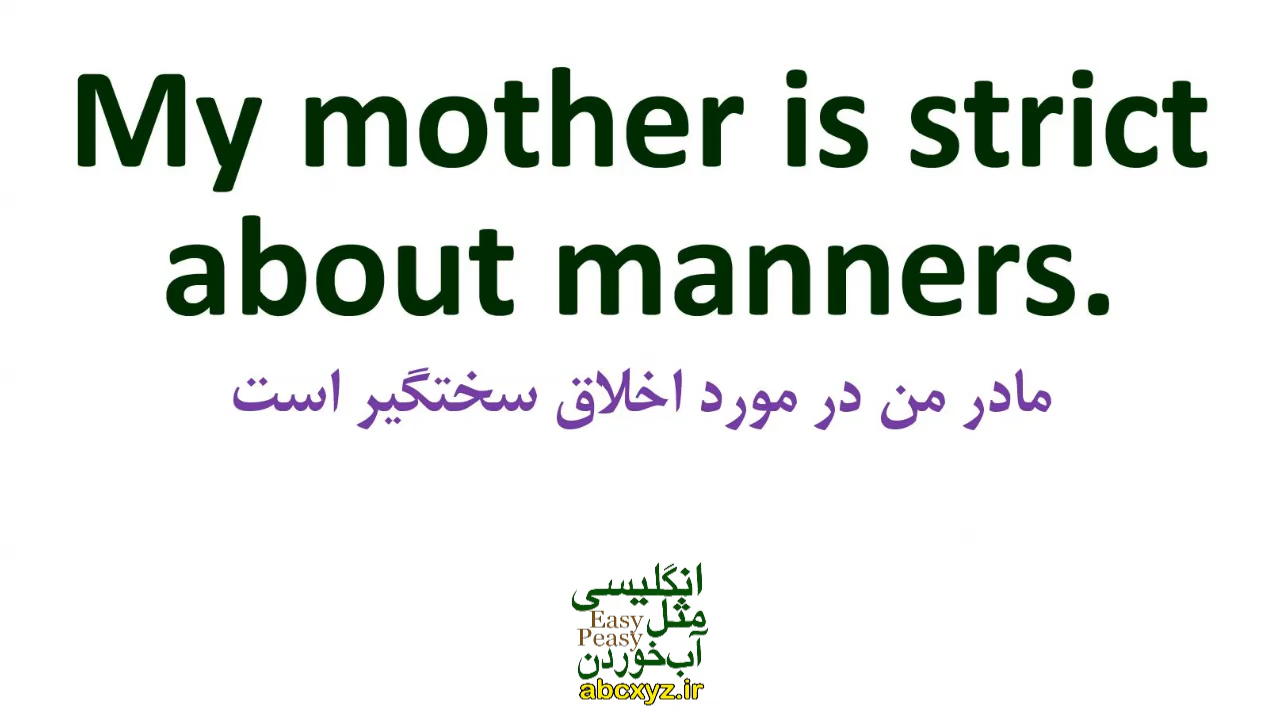 My mother is strict
about manners.
مادر من در مورد اخلاق سختگیر است
انگلیسی
مثل
Easy
Peasy
آب‌خوردن
abcxyz.ir